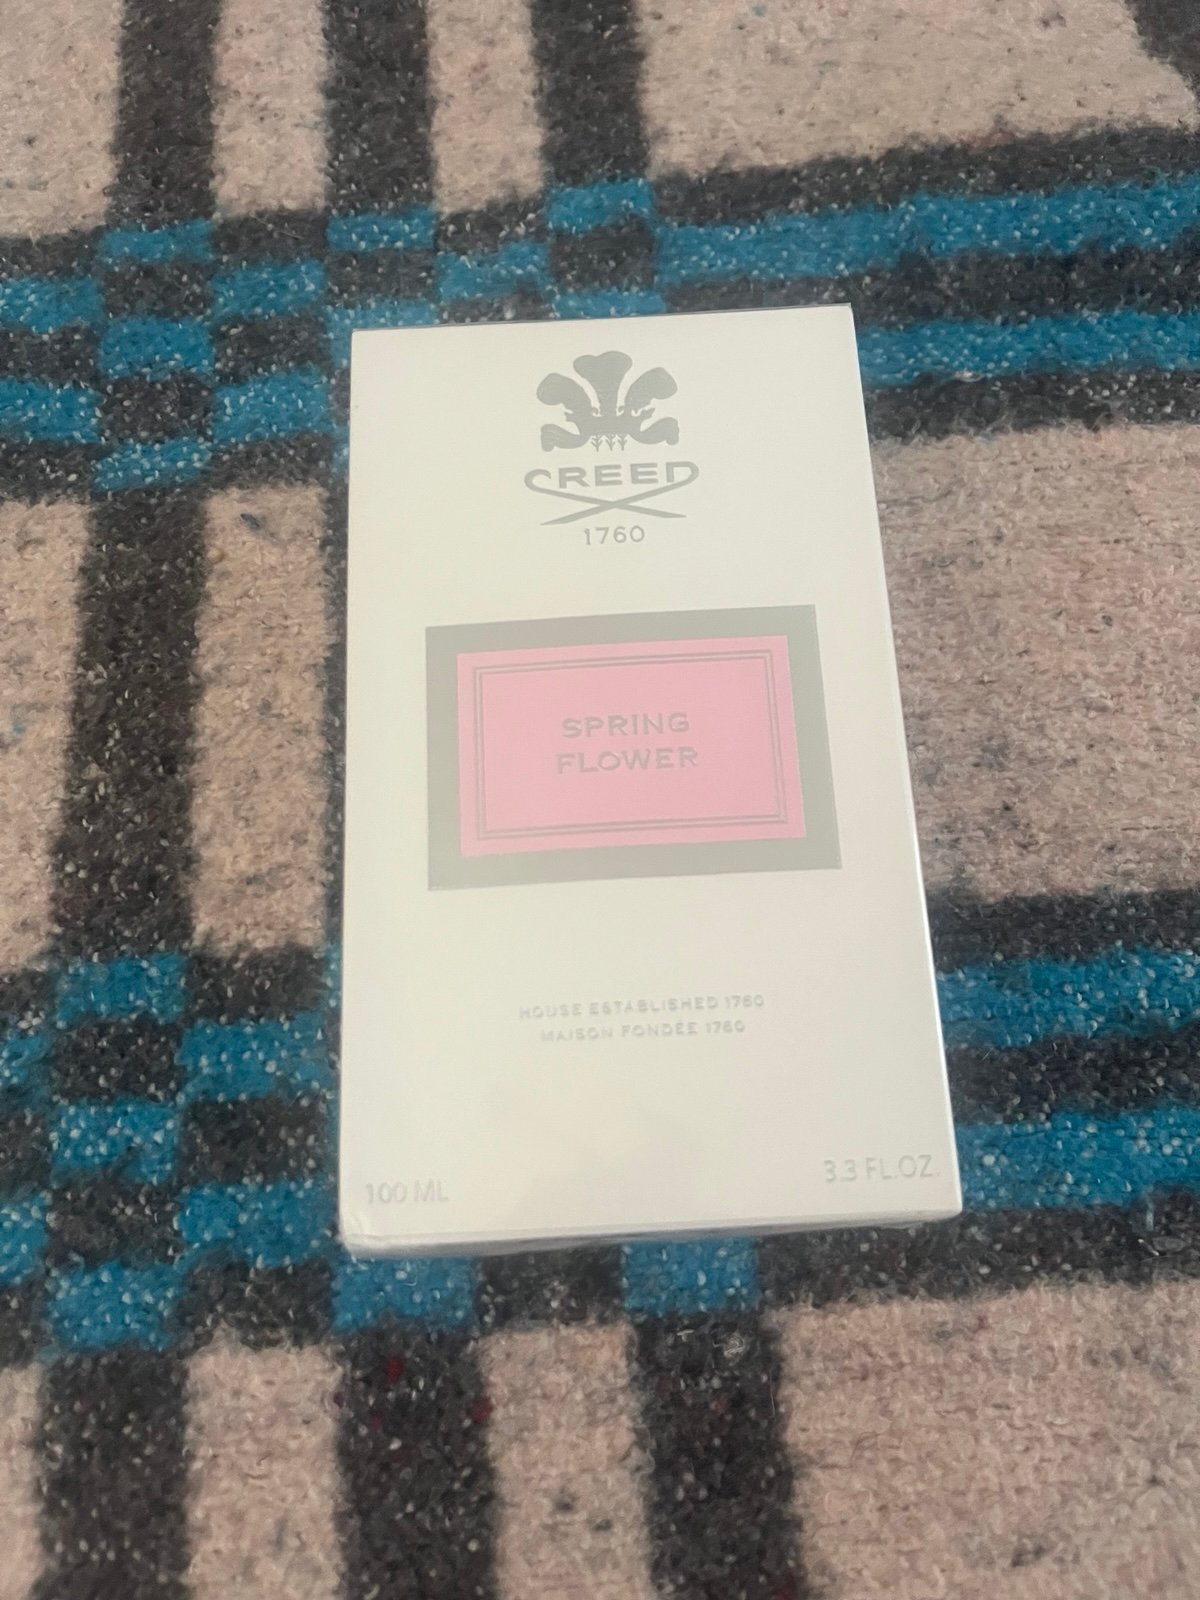 CREED
1760
SPRING
FLOWER
HOUSE ESTABLISHED 1760
MAISON FONDÉE 1760
100 ML
3.3 FL.OZ.